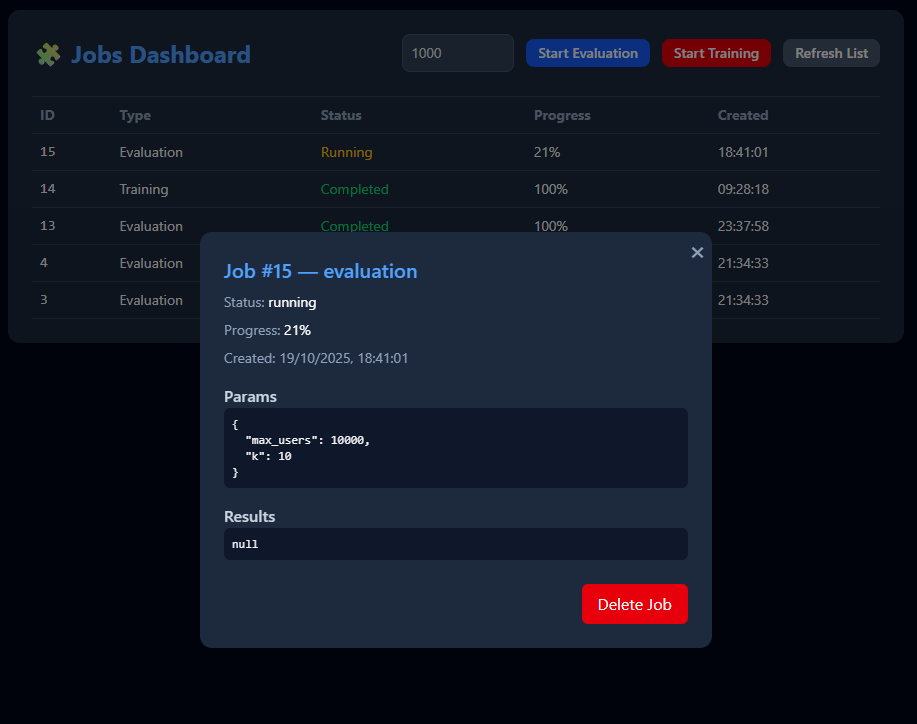 Jobs Dashboard
1000
Start Evaluation
Start Training
Refresh List
ID Type Status Progress Created
15 Evaluation Running 21% 18:41:01
14 Training Completed 100% 09:28:18
13 Evaluation Completed 100% 23:37:58
4 Evaluation 21:34:33
3 Evaluation 21:34:33
×
Job #15 — evaluation
Status: running
Progress: 21%
Created: 19/10/2025, 18:41:01
Params
{
  "max_users": 10000,
  "k": 10
}
Results
null
Delete Job